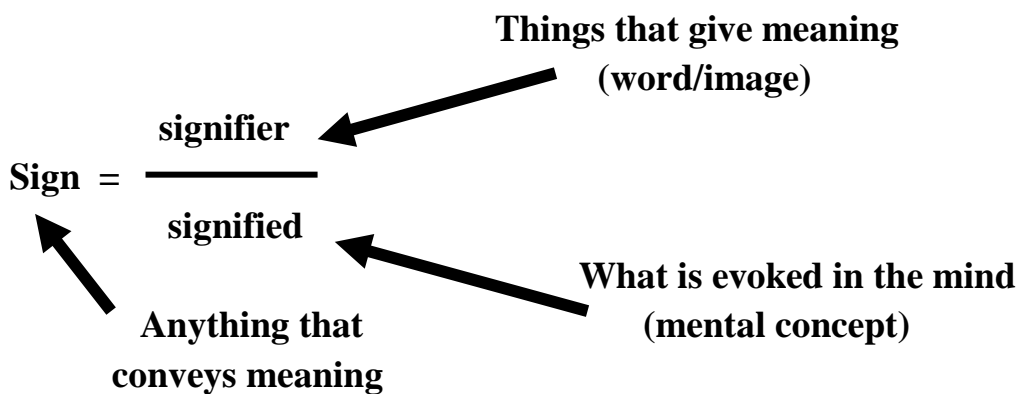 Things that give meaning
(word/image)
signifier
Sign =
signified
What is evoked in the mind
(mental concept)
Anything that
conveys meaning